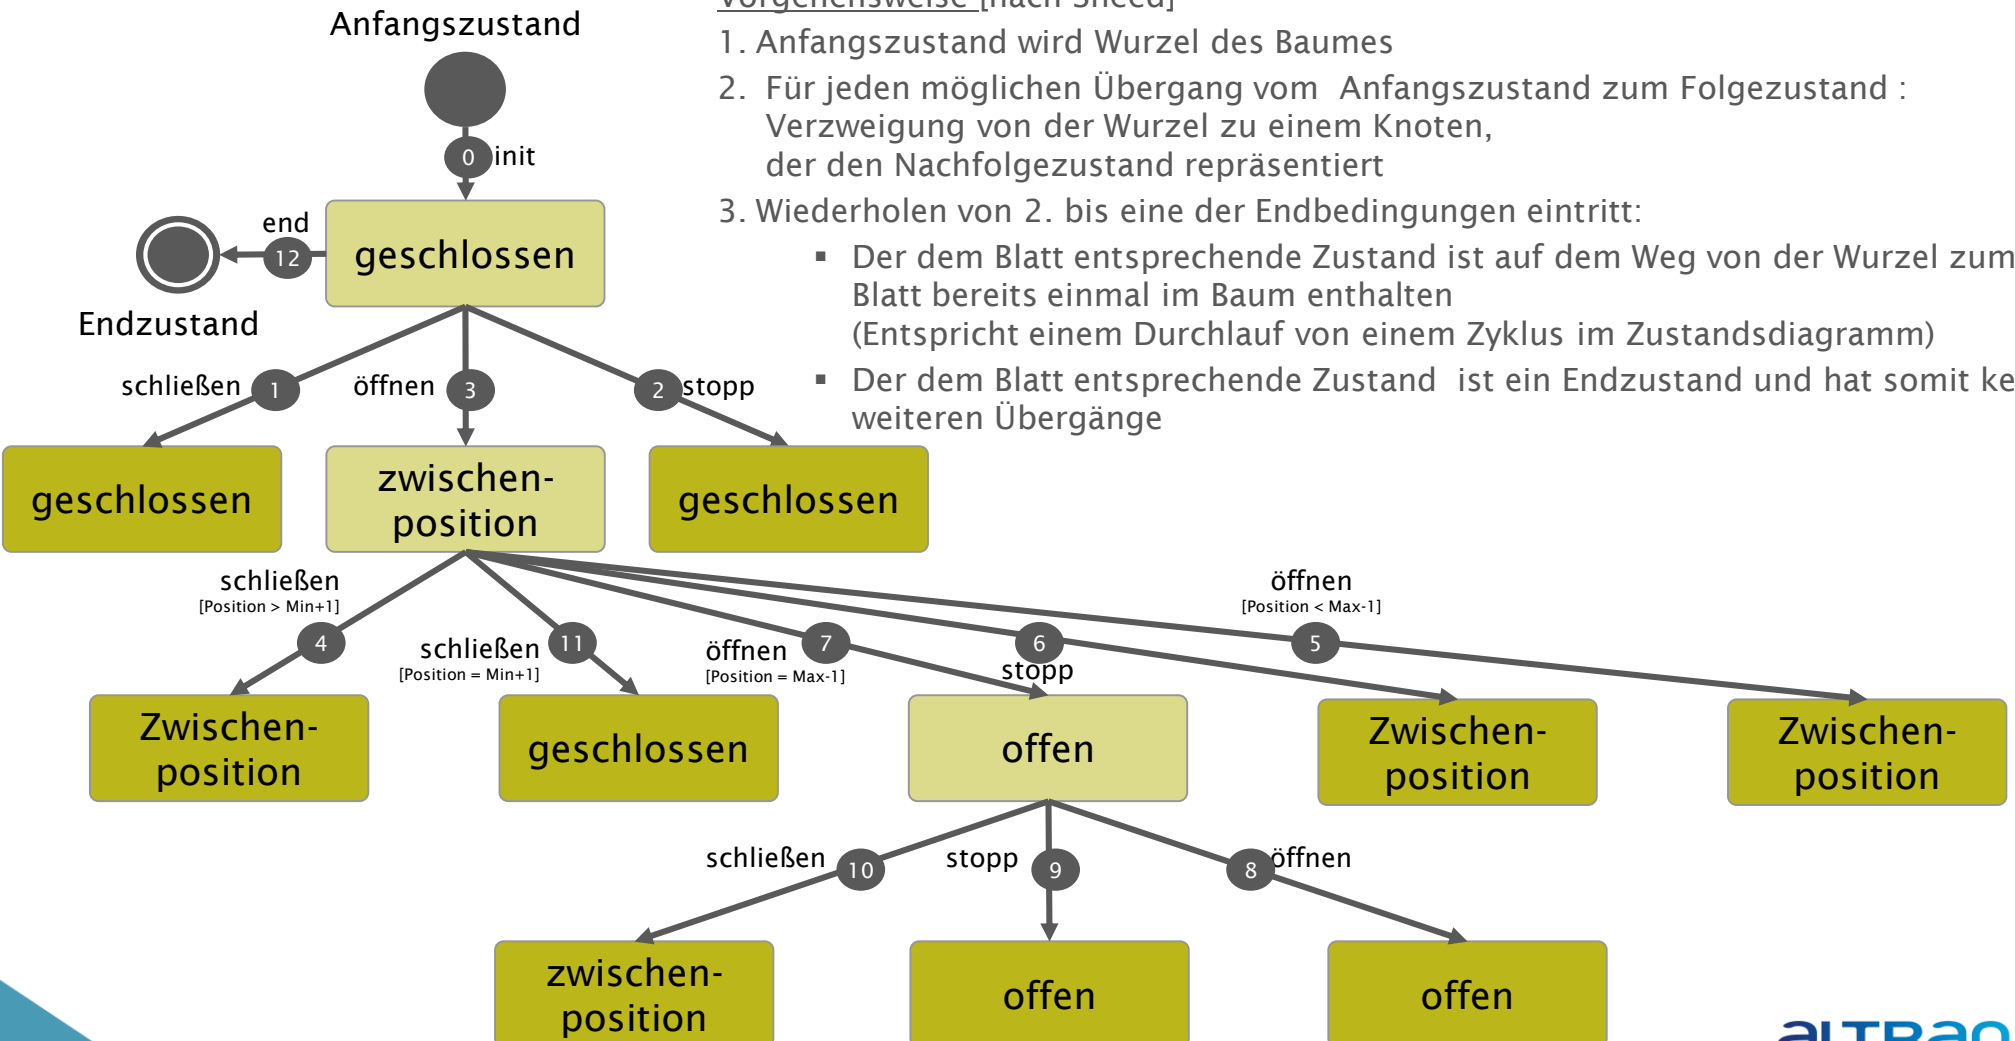 Vorgehensweise [nach Sneed]
1. Anfangszustand wird Wurzel des Baumes
2. Für jeden möglichen Übergang vom Anfangszustand zum Folgezustand :
Verzweigung von der Wurzel zu einem Knoten,
der den Nachfolgezustand repräsentiert
3. Wiederholen von 2. bis eine der Endbedingungen eintritt:
▪ Der dem Blatt entsprechende Zustand ist auf dem Weg von der Wurzel zum
Blatt bereits einmal im Baum enthalten
(Entspricht einem Durchlauf von einem Zyklus im Zustandsdiagramm)
▪ Der dem Blatt entsprechende Zustand ist ein Endzustand und hat somit ke
weiteren Übergänge
Anfangszustand
0 init
end
12
geschlossen
Endzustand
schließen 1
öffnen 3
2 stopp
geschlossen
zwischen-
position
geschlossen
schließen
[Position > Min+1]
4
schließen
[Position = Min+1]
11
öffnen
[Position = Max-1]
7
6
stopp
öffnen
[Position < Max-1]
5
Zwischen-
position
geschlossen
offen
Zwischen-
position
Zwischen-
position
schließen 10
stopp 9
8 öffnen
zwischen-
position
offen
offen
altran